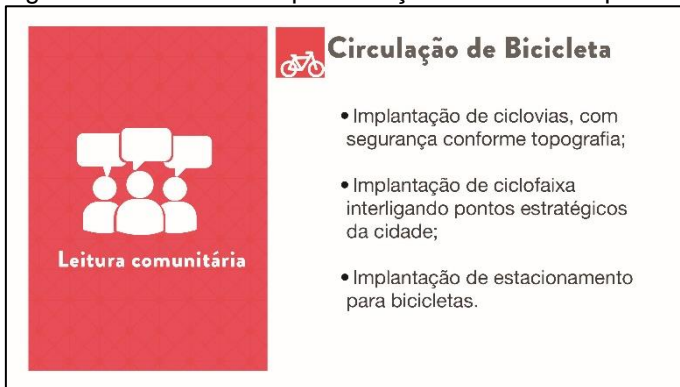 Circulação de Bicicleta
• Implantação de ciclovias, com
segurança conforme topografia;
• Implantação de ciclofaixa
interligando pontos estratégicos
da cidade;
• Implantação de estacionamento
para bicicletas.
Leitura comunitária